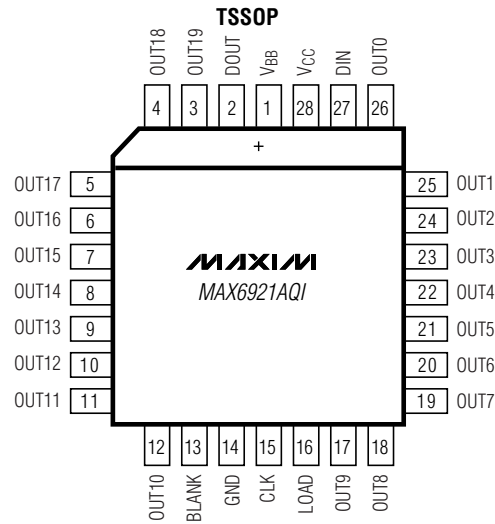 TSSOP
OUT18 OUT19 DOUT VBB VCC DIN OUT0
4 3 2 1 28 27 26
+
OUT17 5 25 OUT1
OUT16 6 24 OUT2
OUT15 7 23 OUT3
MAXIM
OUT14 8 MAX6921AQI 22 OUT4
OUT13 9 21 OUT5
OUT12 10 20 OUT6
OUT11 11 19 OUT7
12 13 14 15 16 17 18
OUT10 BLANK GND CLK LOAD OUT9 OUT8